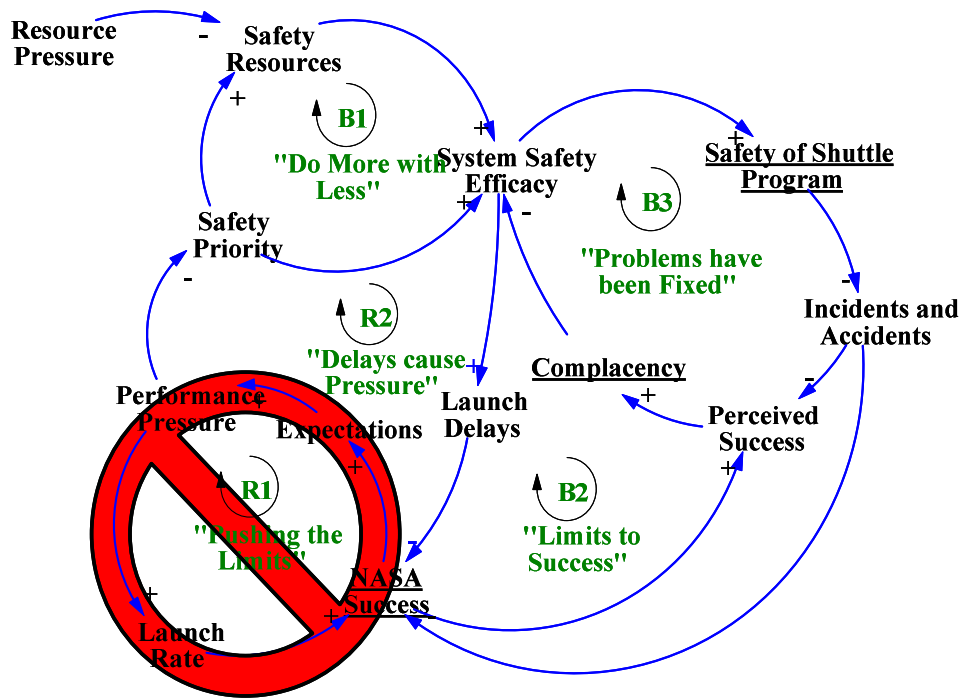 Resource
Pressure
-
Safety
Resources
+
B1
"Do More with
Less"
+
System Safety
Efficacy
+
-
+
Safety of Shuttle
Program
B3
"Problems have
been Fixed"
-
Incidents and
Accidents
Safety
Priority
-
R2
"Delays cause
Pressure"
+
Launch
Delays
Complacency
+
-
Perceived
Success
+
Performance
Pressure
+
Expectations
+
R1
"Pushing the
Limits"
B2
"Limits to
Success"
-
NASA
Success
+
-
+
Launch
Rate